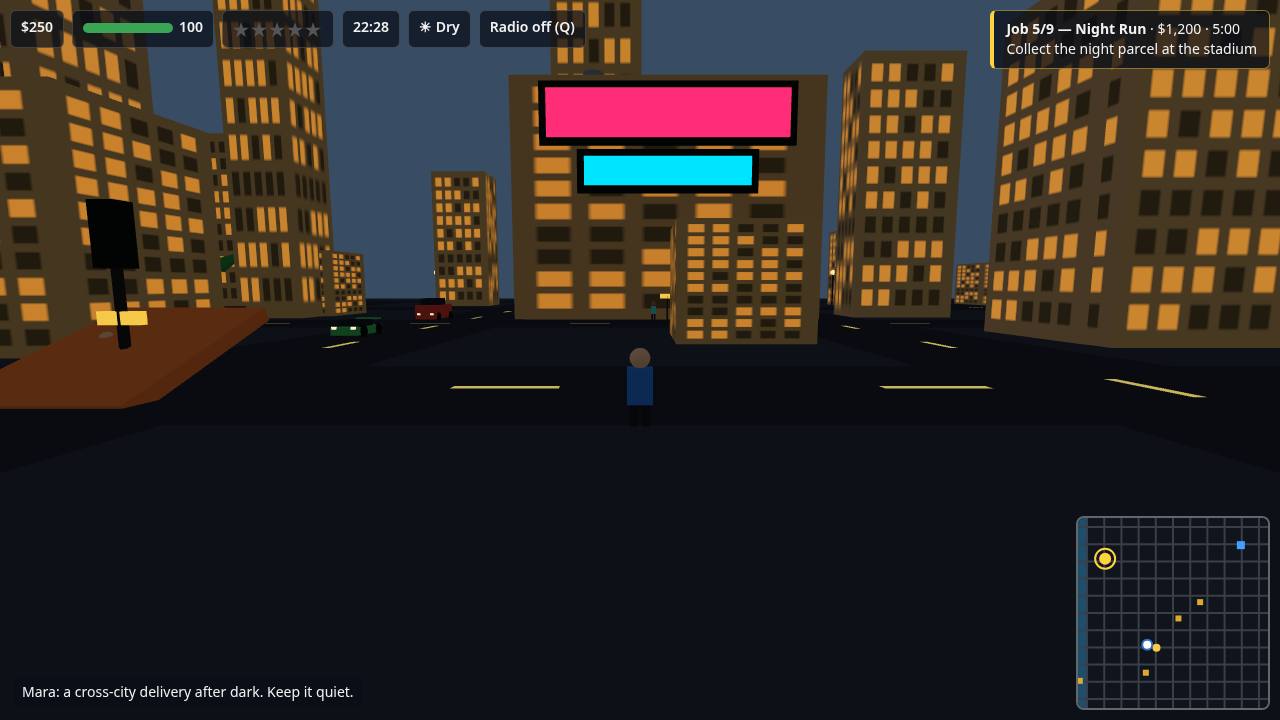 $250
100
22:28
☀ Dry
Radio off (Q)
Job 5/9 — Night Run · $1,200 · 5:00
Collect the night parcel at the stadium
Mara: a cross-city delivery after dark. Keep it quiet.